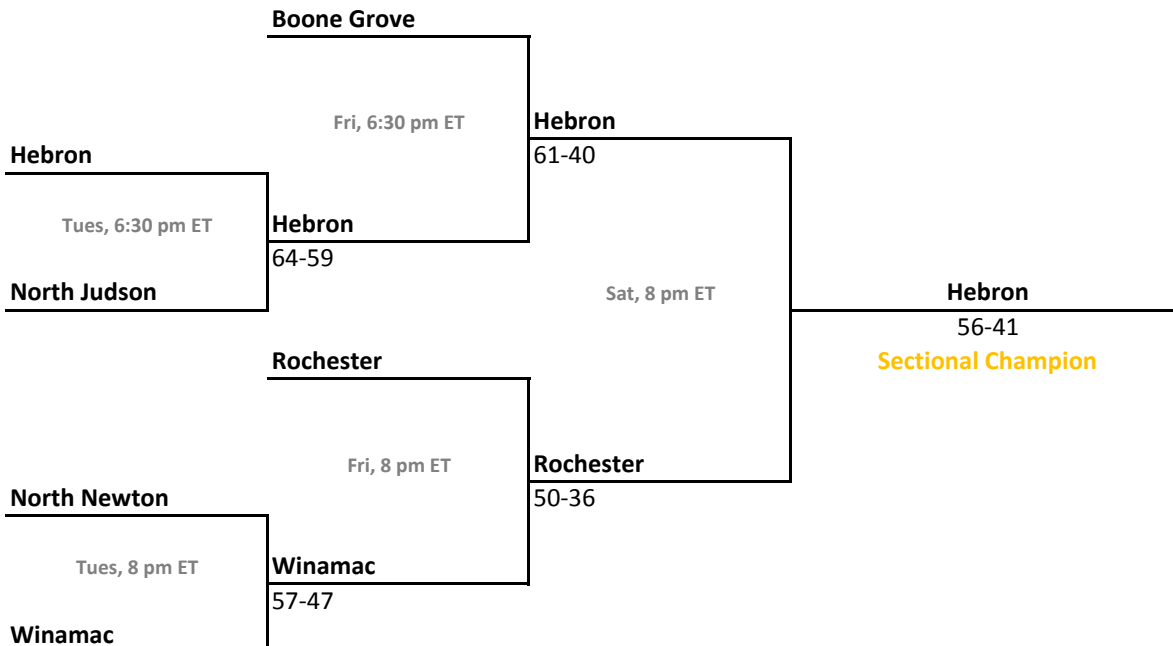 Boone Grove
Fri, 6:30 pm ET
Hebron
61-40
Hebron
Tues, 6:30 pm ET
Hebron
64-59
North Judson
Sat, 8 pm ET
Hebron
56-41
Sectional Champion
Rochester
Fri, 8 pm ET
Rochester
50-36
North Newton
Tues, 8 pm ET
Winamac
57-47
Winamac